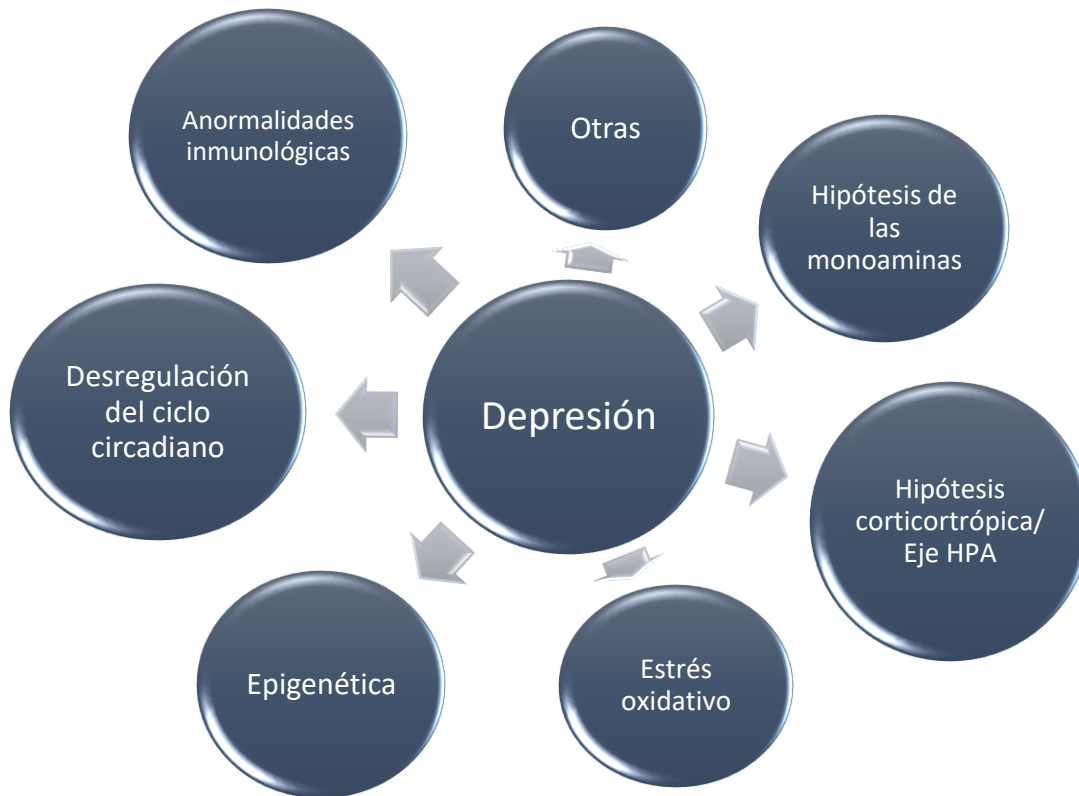 Anormalidades
inmunológicas
Otras
Hipótesis de
las
monoaminas
Desregulación
del ciclo
circadiano
Depresión
Hipótesis
corticortrópica/
Eje HPA
Epigenética
Estrés
oxidativo